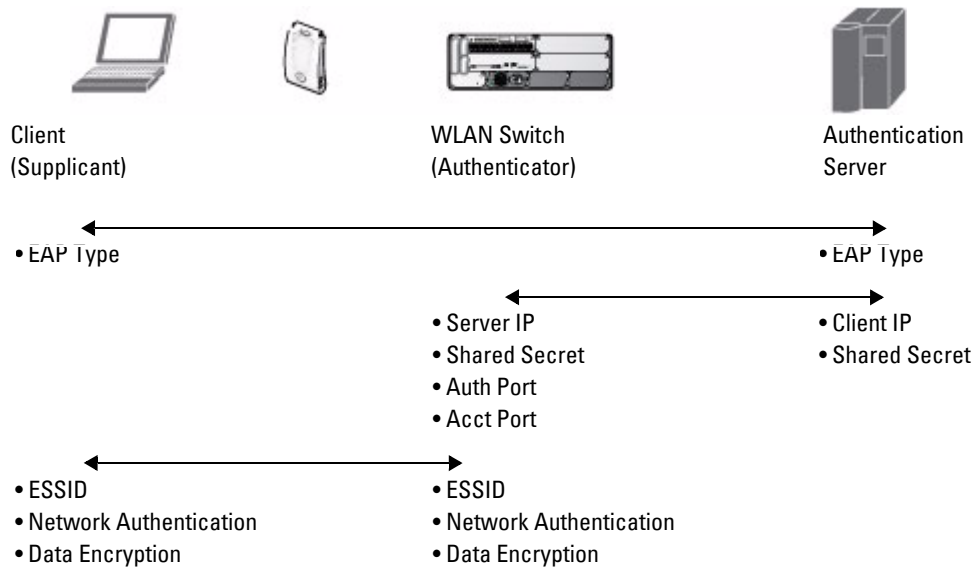 Client
(Supplicant)
WLAN Switch
(Authenticator)
Authentication
Server
• EAP Type
• EAP Type
• Server IP
• Shared Secret
• Auth Port
• Acct Port
• Client IP
• Shared Secret
• ESSID
• Network Authentication
• Data Encryption
• ESSID
• Network Authentication
• Data Encryption